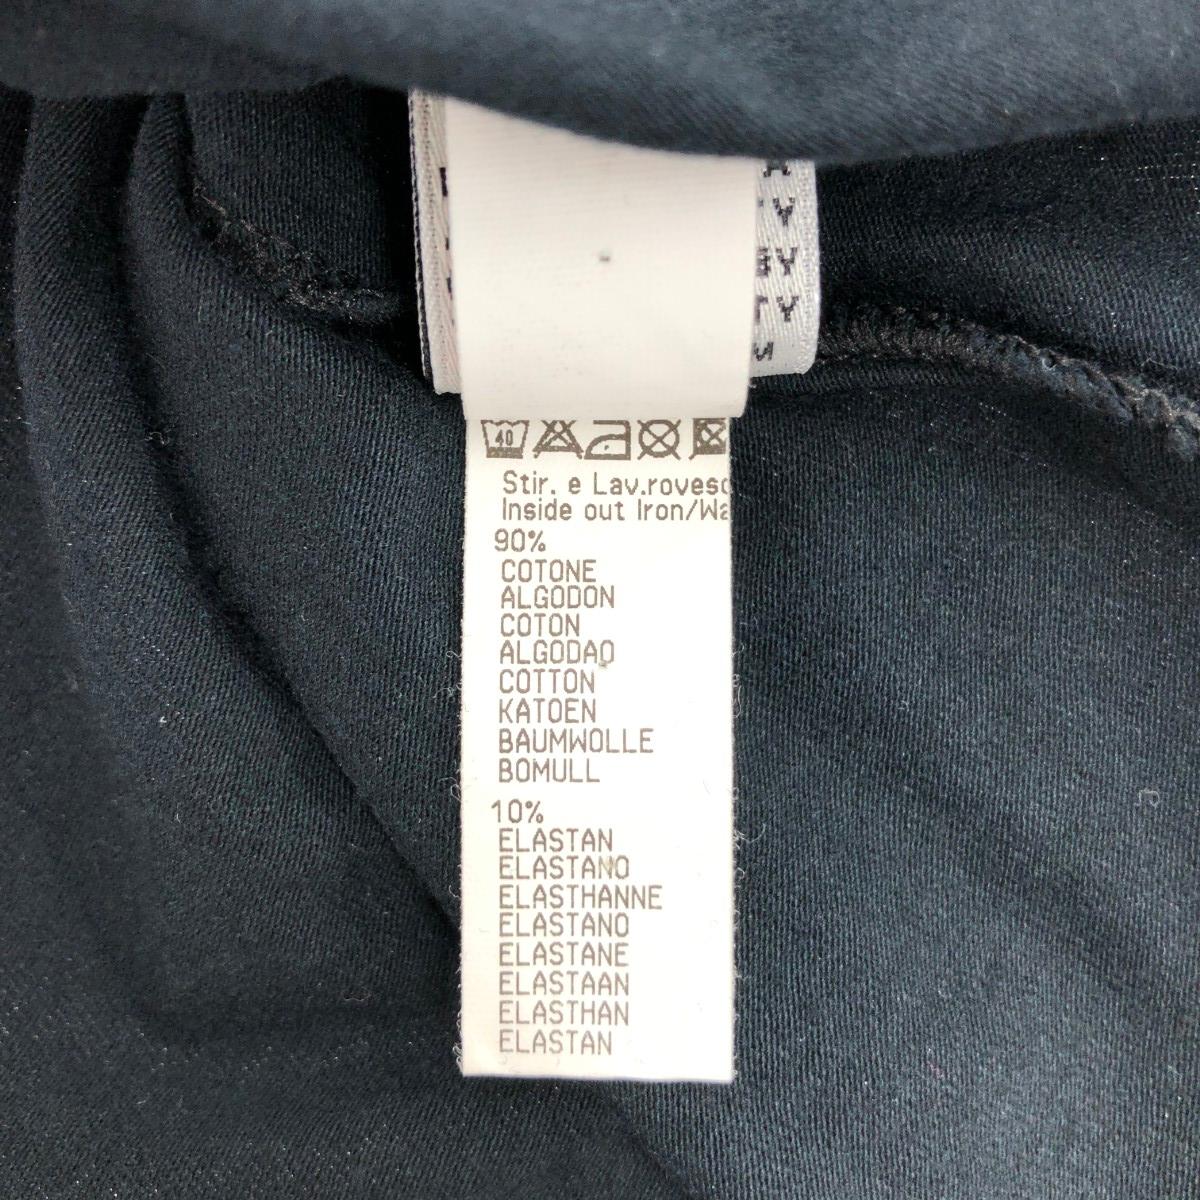 40
Stir. e Lav.rovesc
Inside out Iron/Wa
90%
COTONE
ALGODON
COTON
ALGODAO
COTTON
KATOEN
BAUMWOLLE
BOMULL
10%
ELASTAN
ELASTANO
ELASTHANNE
ELASTANO
ELASTANE
ELASTAAN
ELASTHAN
ELASTAN